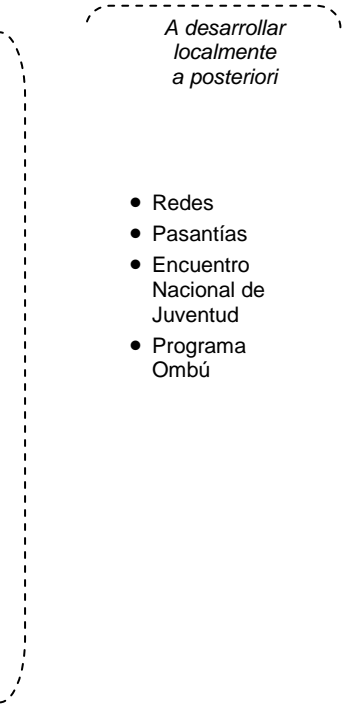 A desarrollar
localmente
a posteriori
• Redes
• Pasantías
• Encuentro
Nacional de
Juventud
• Programa
Ombú